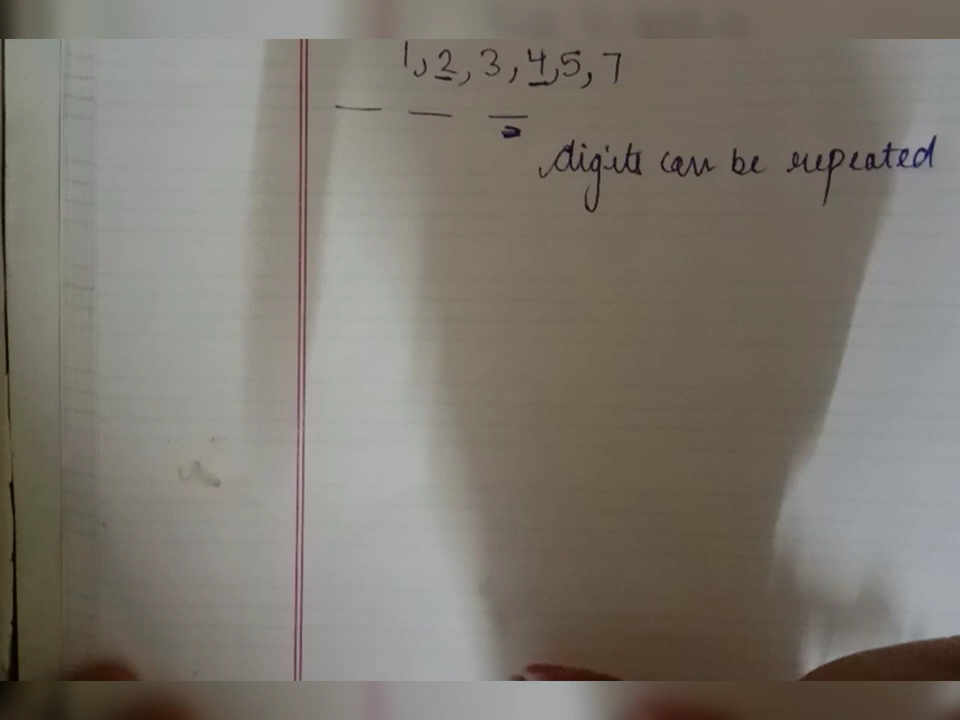 1, 2, 3, 4, 5, 7
_ _ _
digits can be repeated